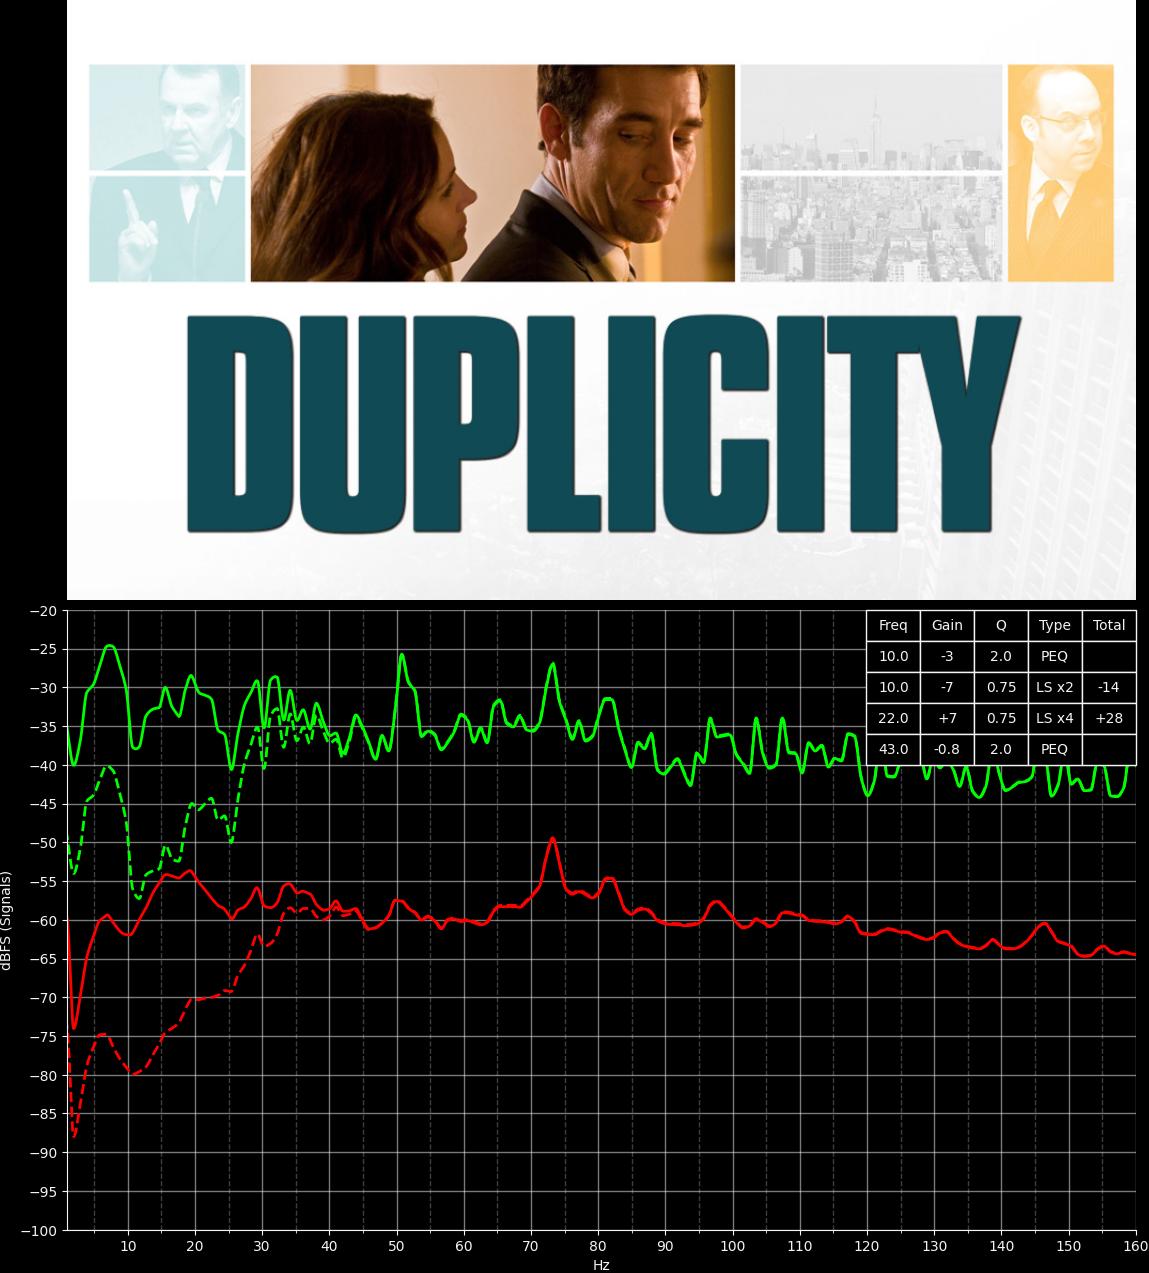 DUPLICITY
Freq Gain Q Type Total
10.0 -3 2.0 PEQ
10.0 -7 0.75 LS x2 -14
22.0 +7 0.75 LS x4 +28
43.0 -0.8 2.0 PEQ
dBFS (Signals)
−20
−25
−30
−35
−40
−45
−50
−55
−60
−65
−70
−75
−80
−85
−90
−95
−100
10 20 30 40 50 60 70 80 90 100 110 120 130 140 150 160
Hz